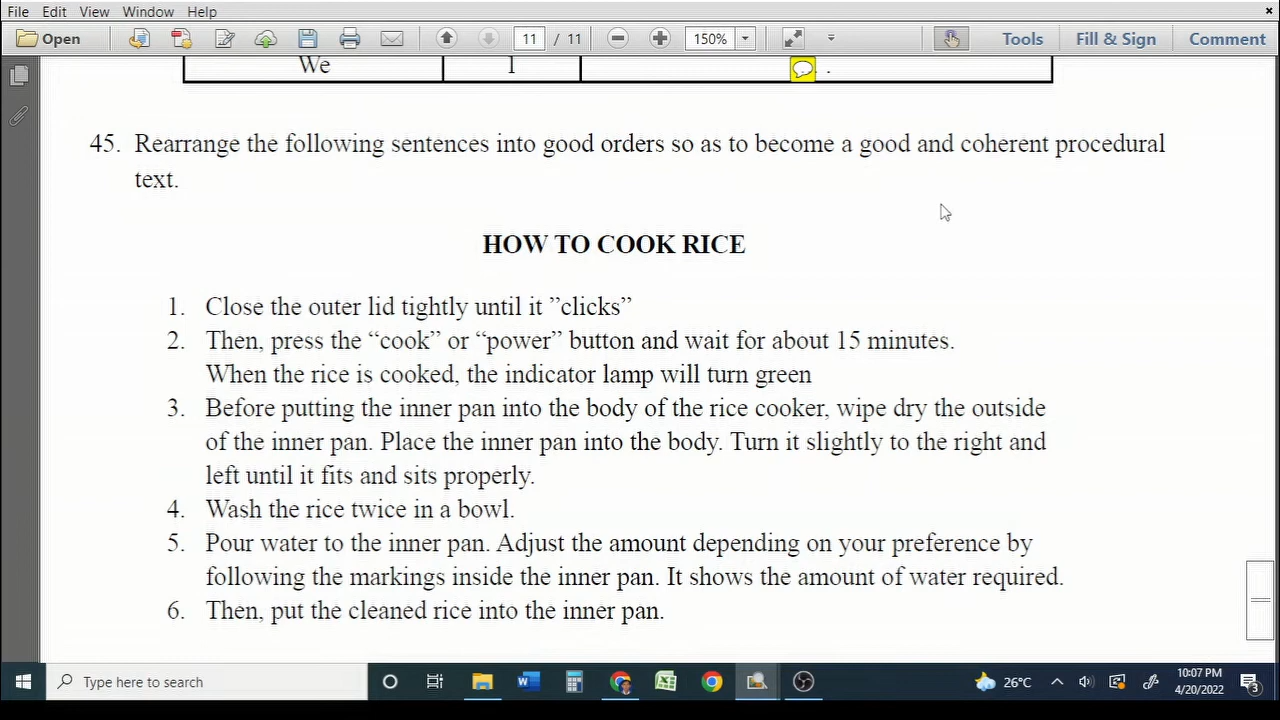 File Edit View Window Help
Open 11 / 11 150% Tools Fill & Sign Comment
We 1 .
45. Rearrange the following sentences into good orders so as to become a good and coherent procedural
text.
HOW TO COOK RICE
1. Close the outer lid tightly until it ”clicks”
2. Then, press the “cook” or “power” button and wait for about 15 minutes.
When the rice is cooked, the indicator lamp will turn green
3. Before putting the inner pan into the body of the rice cooker, wipe dry the outside
of the inner pan. Place the inner pan into the body. Turn it slightly to the right and
left until it fits and sits properly.
4. Wash the rice twice in a bowl.
5. Pour water to the inner pan. Adjust the amount depending on your preference by
following the markings inside the inner pan. It shows the amount of water required.
6. Then, put the cleaned rice into the inner pan.
Type here to search 26°C 10:07 PM
4/20/2022 3